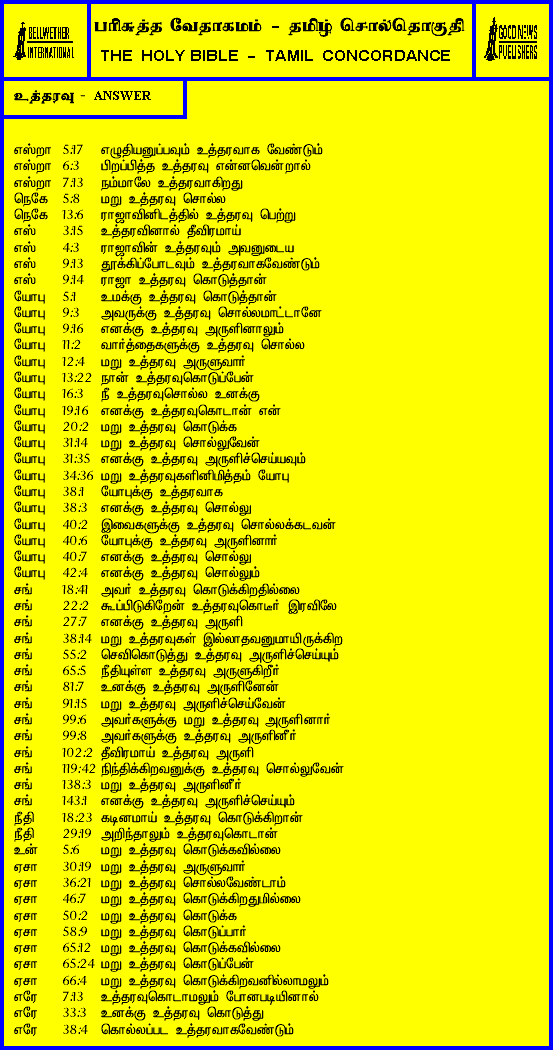 BELLWETHER
INTERNATIONAL
பரிசுத்த வேதாகமம் - தமிழ் சொல்தொகுதி
THE HOLY BIBLE - TAMIL CONCORDANCE
GOOD NEWS
PUBLISHERS
உத்தரவு - ANSWER
எஸ்றா 5:17 எழுதியனுப்பவும் உத்தரவாக வேண்டும்
எஸ்றா 6:3 பிறப்பித்த உத்தரவு என்னவென்றால்
எஸ்றா 7:13 நம்மாலே உத்தரவாகிறது
நெகே 5:8 மறு உத்தரவு சொல்ல
நெகே 13:6 ராஜாவினிடத்தில் உத்தரவு பெற்று
எஸ் 3:15 உத்தரவினால் தீவிரமாய்
எஸ் 4:3 ராஜாவின் உத்தரவும் அவனுடைய
எஸ் 9:13 தூக்கிப்போடவும் உத்தரவாகவேண்டும்
எஸ் 9:14 ராஜா உத்தரவு கொடுத்தான்
யோபு 5:1 உமக்கு உத்தரவு கொடுத்தான்
யோபு 9:3 அவருக்கு உத்தரவு சொல்லமாட்டானே
யோபு 9:16 எனக்கு உத்தரவு அருளினாலும்
யோபு 11:2 வார்த்தைகளுக்கு உத்தரவு சொல்ல
யோபு 12:4 மறு உத்தரவு அருளுவார்
யோபு 13:22 நான் உத்தரவுகொடுப்பேன்
யோபு 16:3 நீ உத்தரவுசொல்ல உனக்கு
யோபு 19:16 எனக்கு உத்தரவுகொடான் என்
யோபு 20:2 மறு உத்தரவு கொடுக்க
யோபு 31:14 மறு உத்தரவு சொல்லுவேன்
யோபு 31:35 எனக்கு உத்தரவு அருளிச்செய்யவும்
யோபு 34:36 மறு உத்தரவுகளினிமித்தம் யோபு
யோபு 38:1 யோபுக்கு உத்தரவாக
யோபு 38:3 எனக்கு உத்தரவு சொல்லு
யோபு 40:2 இவைகளுக்கு உத்தரவு சொல்லக்கடவன்
யோபு 40:6 யோபுக்கு உத்தரவு அருளினார்
யோபு 40:7 எனக்கு உத்தரவு சொல்லு
யோபு 42:4 எனக்கு உத்தரவு சொல்லும்
சங் 18:41 அவர் உத்தரவு கொடுக்கிறதில்லை
சங் 22:2 கூப்பிடுகிறேன் உத்தரவுகொடீர் இரவிலே
சங் 27:7 எனக்கு உத்தரவு அருளி
சங் 38:14 மறு உத்தரவுகள் இல்லாதவனுமாயிருக்கிற
சங் 55:2 செவிகொடுத்து உத்தரவு அருளிச்செய்யும்
சங் 65:5 நீதியுள்ள உத்தரவு அருளுகிறீர்
சங் 81:7 உனக்கு உத்தரவு அருளினேன்
சங் 91:15 மறு உத்தரவு அருளிச்செய்வேன்
சங் 99:6 அவர்களுக்கு மறு உத்தரவு அருளினார்
சங் 99:8 அவர்களுக்கு உத்தரவு அருளினீர்
சங் 102:2 தீவிரமாய் உத்தரவு அருளி
சங் 119:42 நிந்திக்கிறவனுக்கு உத்தரவு சொல்லுவேன்
சங் 138:3 மறு உத்தரவு அருளினீர்
சங் 143:1 எனக்கு உத்தரவு அருளிச்செய்யும்
நீதி 18:23 கடினமாய் உத்தரவு கொடுக்கிறான்
நீதி 29:19 அறிந்தாலும் உத்தரவுகொடான்
உன் 5:6 மறு உத்தரவு கொடுக்கவில்லை
ஏசா 30:19 மறு உத்தரவு அருளுவார்
ஏசா 36:21 மறு உத்தரவு சொல்லவேண்டாம்
ஏசா 46:7 மறு உத்தரவு கொடுக்கிறதுமில்லை
ஏசா 50:2 மறு உத்தரவு கொடுக்க
ஏசா 58:9 மறு உத்தரவு கொடுப்பார்
ஏசா 65:12 மறு உத்தரவு கொடுக்கவில்லை
ஏசா 65:24 மறு உத்தரவு கொடுப்பேன்
ஏசா 66:4 மறு உத்தரவு கொடுக்கிறவனில்லாமலும்
எரே 7:13 உத்தரவுகொடாமலும் போனபடியினால்
எரே 33:3 உனக்கு உத்தரவு கொடுத்து
எரே 38:4 கொல்லப்பட உத்தரவாகவேண்டும்